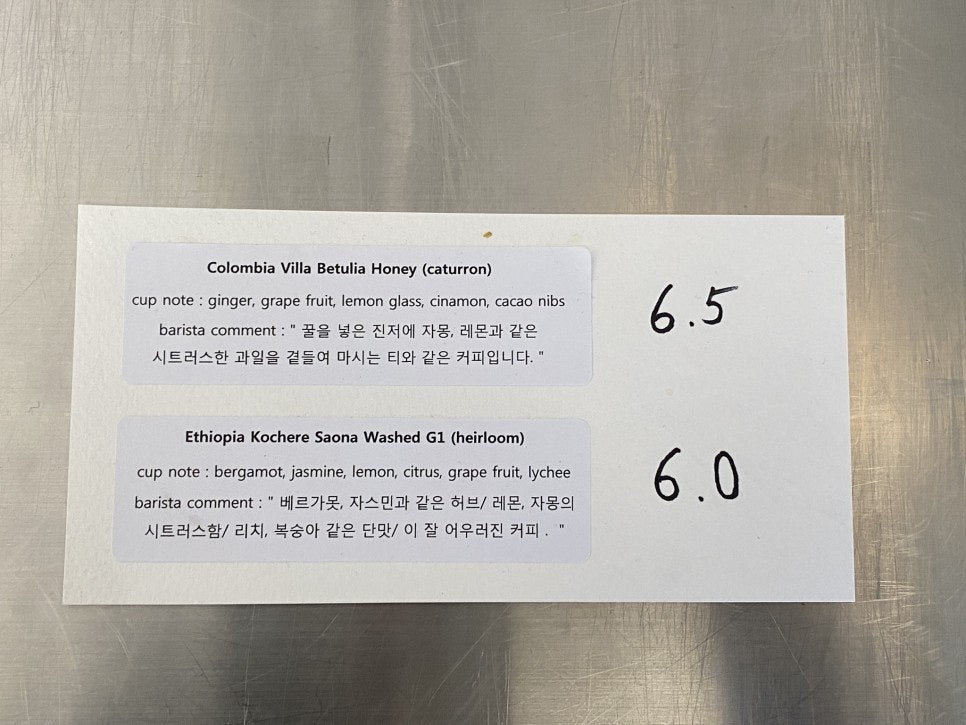 Colombia Villa Betulia Honey (caturron)
cup note : ginger, grape fruit, lemon glass, cinamon, cacao nibs
barista comment : " 꿀을 넣은 진저에 자몽, 레몬과 같은
시트러스한 과일을 곁들여 마시는 티와 같은 커피입니다. "
6.5
Ethiopia Kochere Saona Washed G1 (heirloom)
cup note : bergamot, jasmine, lemon, citrus, grape fruit, lychee
barista comment : " 베르가못, 자스민과 같은 허브/ 레몬, 자몽의
시트러스함/ 리치, 복숭아 같은 단맛/ 이 잘 어우러진 커피 . "
6.0